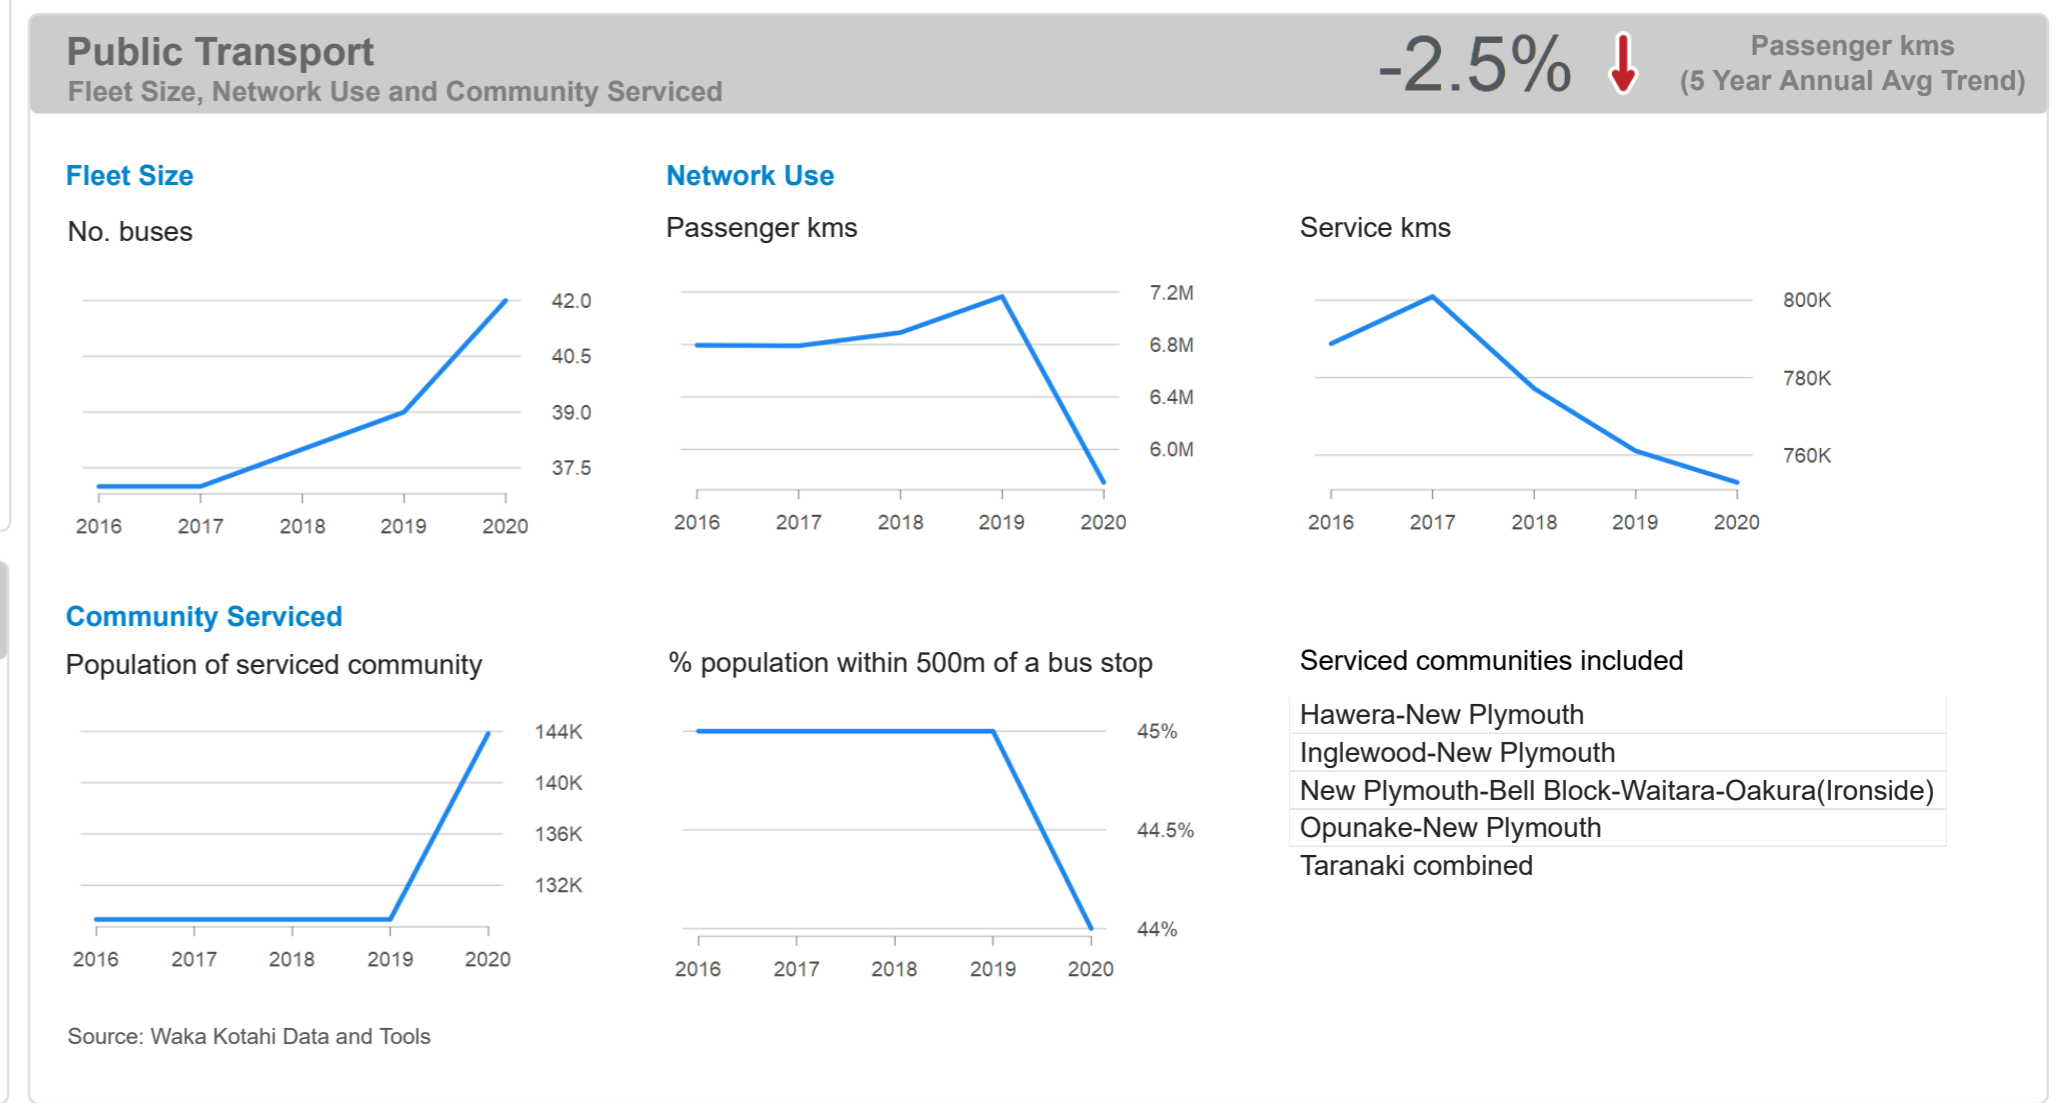 Public Transport
Fleet Size, Network Use and Community Serviced
-2.5%
Passenger kms
(5 Year Annual Avg Trend)
Fleet Size
No. buses
42.0
40.5
39.0
37.5
2016 2017 2018 2019 2020
Network Use
Passenger kms
7.2M
6.8M
6.4M
6.0M
2016 2017 2018 2019 2020
Service kms
800K
780K
760K
2016 2017 2018 2019 2020
Community Serviced
Population of serviced community
144K
140K
136K
132K
2016 2017 2018 2019 2020
% population within 500m of a bus stop
45%
44.5%
44%
2016 2017 2018 2019 2020
Serviced communities included
Hawera-New Plymouth
Inglewood-New Plymouth
New Plymouth-Bell Block-Waitara-Oakura(Ironside)
Opunake-New Plymouth
Taranaki combined
Source: Waka Kotahi Data and Tools